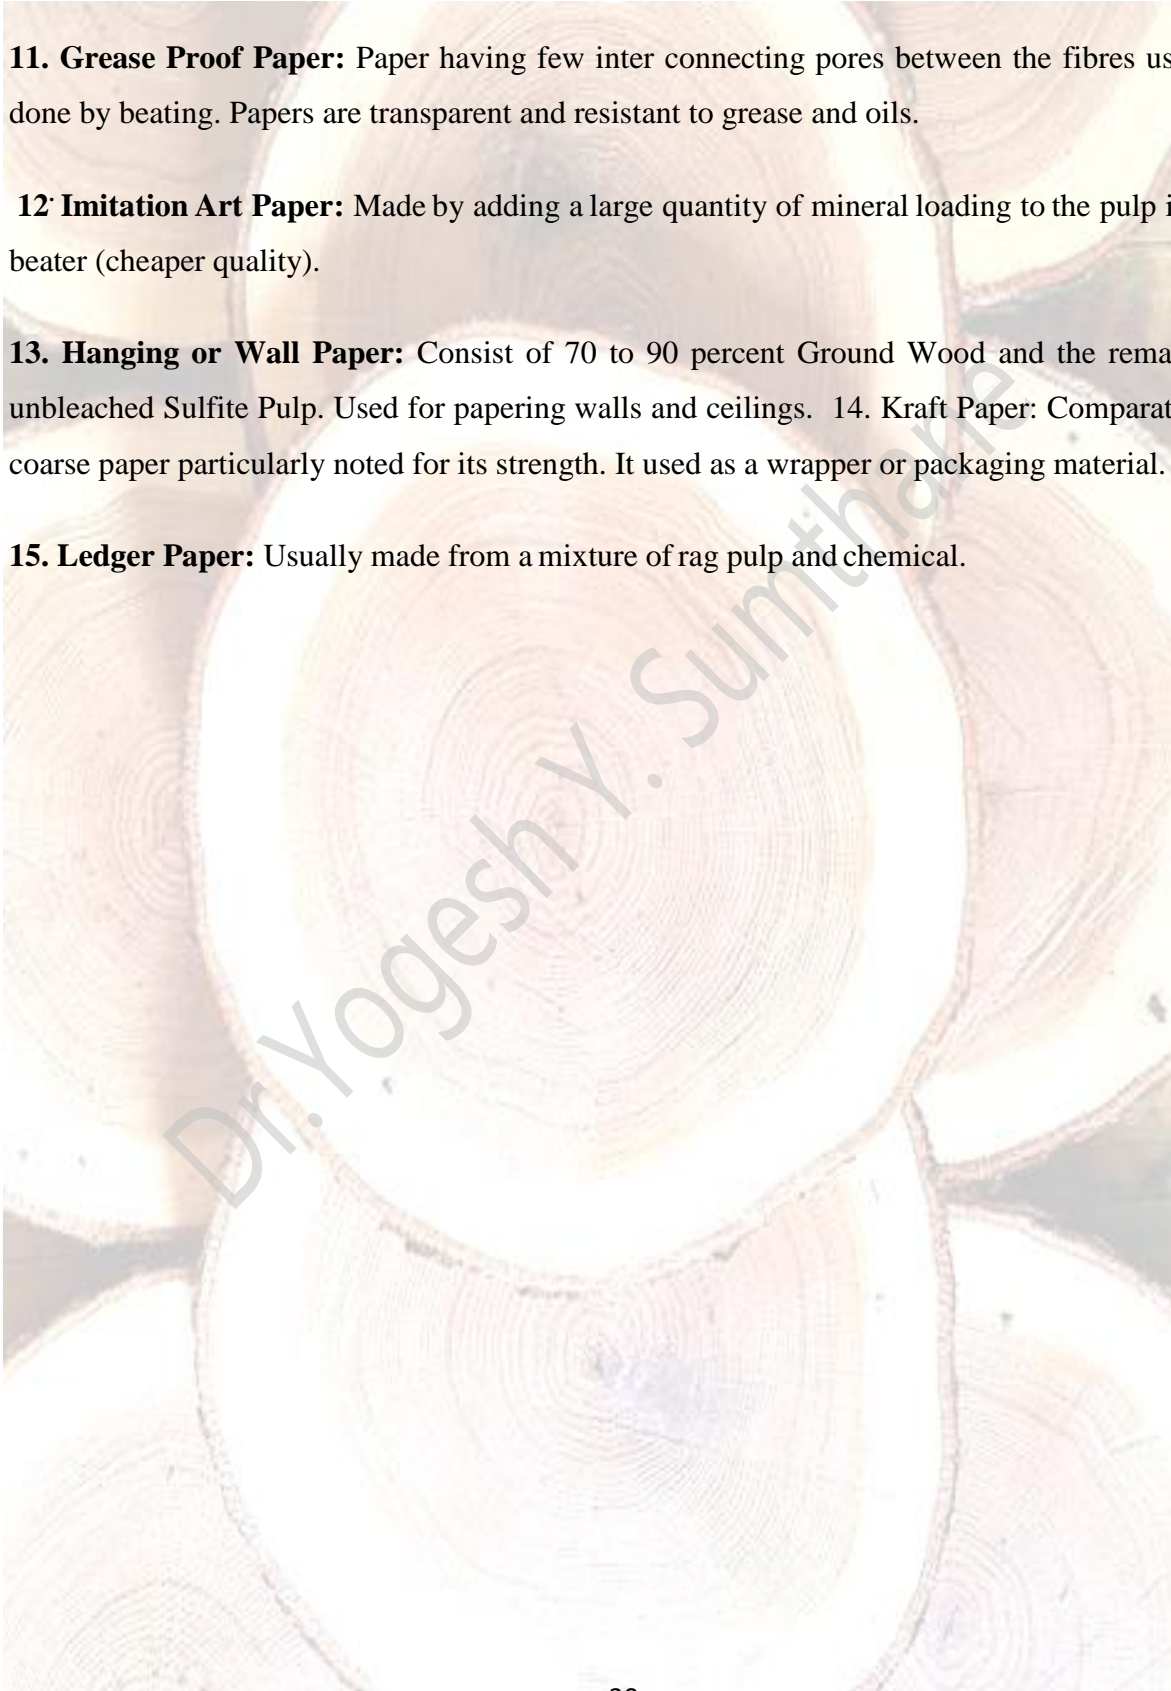 11. Grease Proof Paper: Paper having few inter connecting pores between the fibres us
done by beating. Papers are transparent and resistant to grease and oils.
12. Imitation Art Paper: Made by adding a large quantity of mineral loading to the pulp i
beater (cheaper quality).
13. Hanging or Wall Paper: Consist of 70 to 90 percent Ground Wood and the rema
unbleached Sulfite Pulp. Used for papering walls and ceilings. 14. Kraft Paper: Comparat
coarse paper particularly noted for its strength. It used as a wrapper or packaging material.
15. Ledger Paper: Usually made from a mixture of rag pulp and chemical.
Dr.Yogesh Y. Sumthane